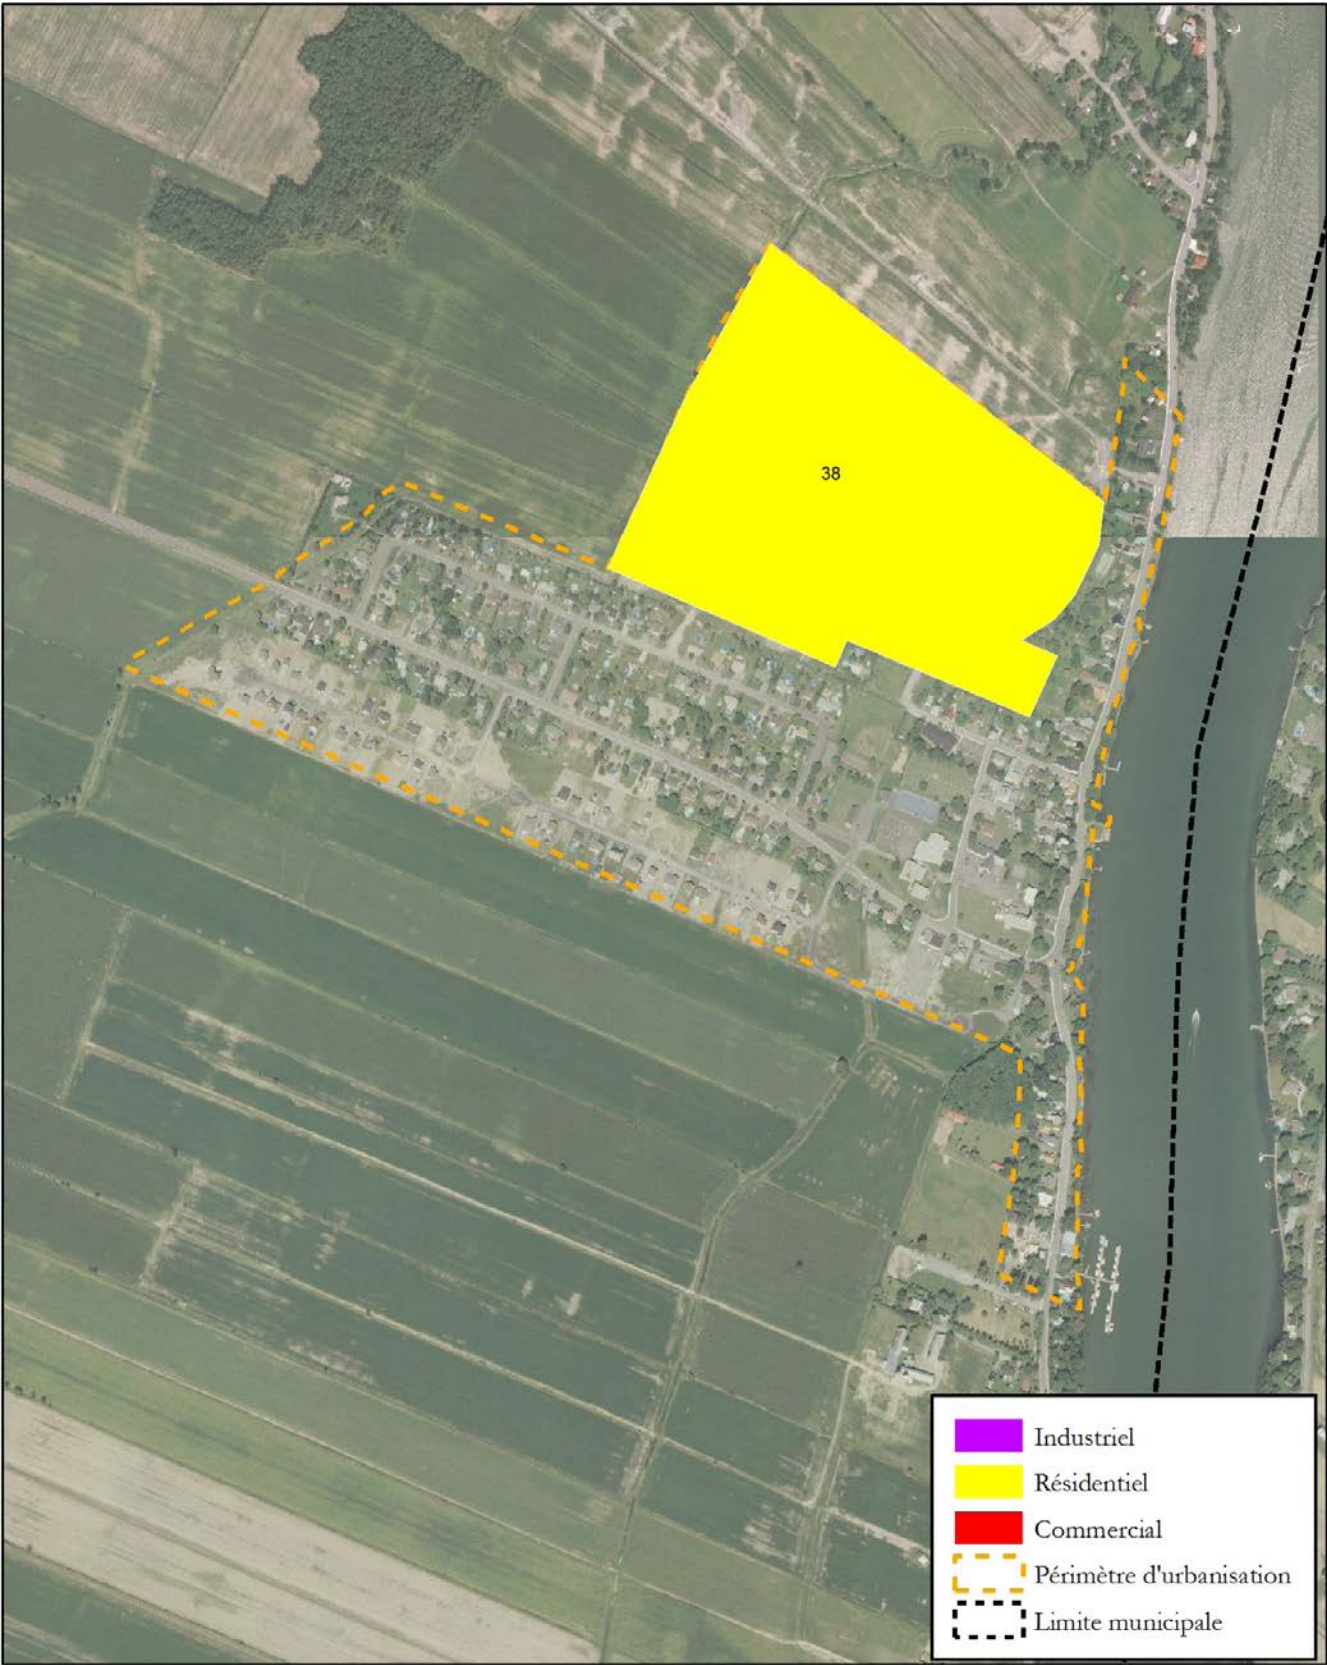 38
Industriel
Résidentiel
Commercial
Périmètre d'urbanisation
Limite municipale